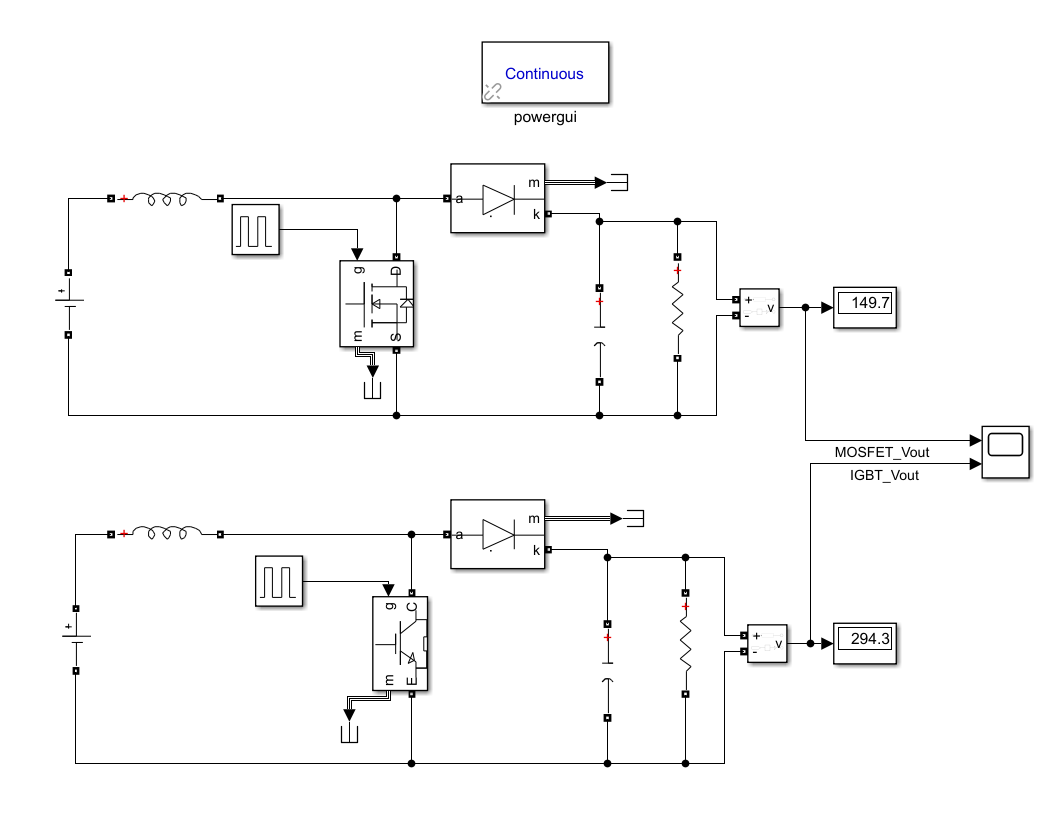 Continuous
powergui
m
a
k
g
D
m
S
+
-
v
149.7
MOSFET_Vout
IGBT_Vout
m
a
k
g
C
m
E
+
-
v
294.3